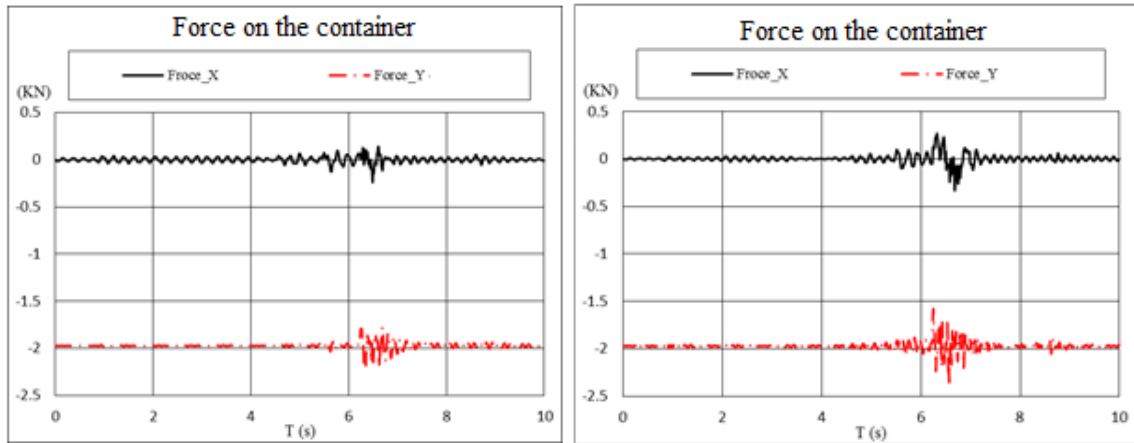 Force on the container
Froce_X Force_Y
(KN)
0.5
0
-0.5
-1
-1.5
-2
-2.5
0 2 4 6 8 10
T (s)
Force on the container
Froce_X Force_Y
(KN)
0.5
0
-0.5
-1
-1.5
-2
-2.5
0 2 4 6 8 10
T (s)